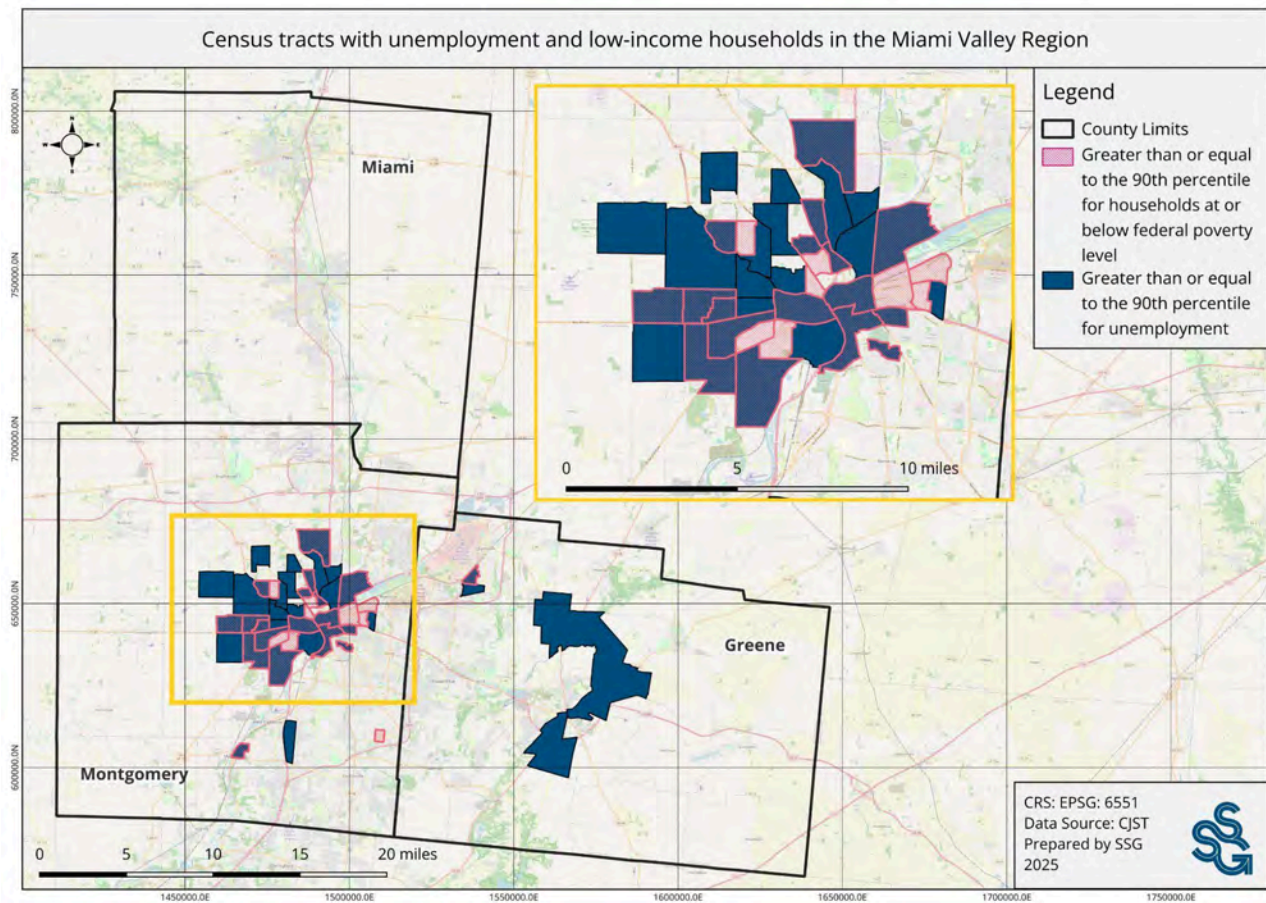 Census tracts with unemployment and low-income households in the Miami Valley Region
Legend
County Limits
Greater than or equal
to the 90th percentile
for households at or
below federal poverty
level
Greater than or equal
to the 90th percentile
for unemployment
N
W
E
S
Miami
Montgomery
Greene
0 5 10 miles
0 5 10 15 20 miles
800000.0N
750000.0N
700000.0N
650000.0N
600000.0N
1450000.0E
1500000.0E
1550000.0E
1600000.0E
1650000.0E
1700000.0E
1750000.0E
CRS: EPSG: 6551
Data Source: CJST
Prepared by SSG
2025
SSG